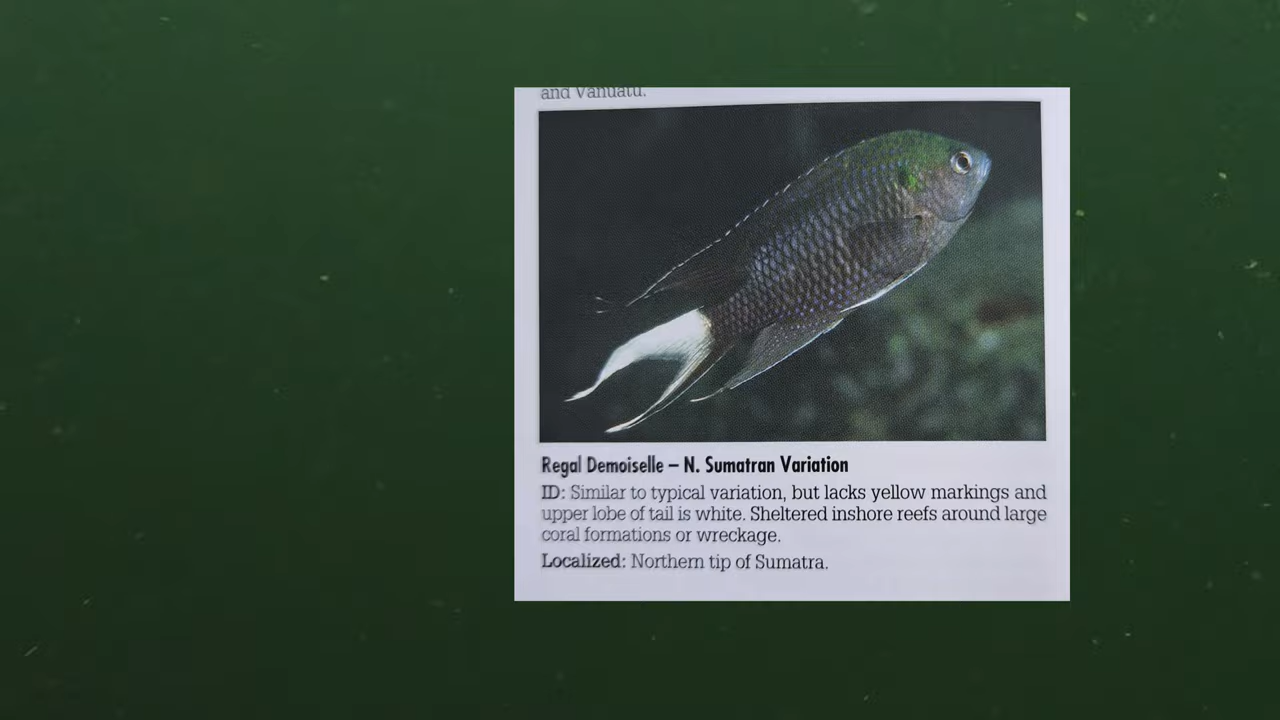 and Vanuatu.
Regal Demoiselle – N. Sumatran Variation
ID: Similar to typical variation, but lacks yellow markings and
upper lobe of tail is white. Sheltered inshore reefs around large
coral formations or wreckage.
Localized: Northern tip of Sumatra.